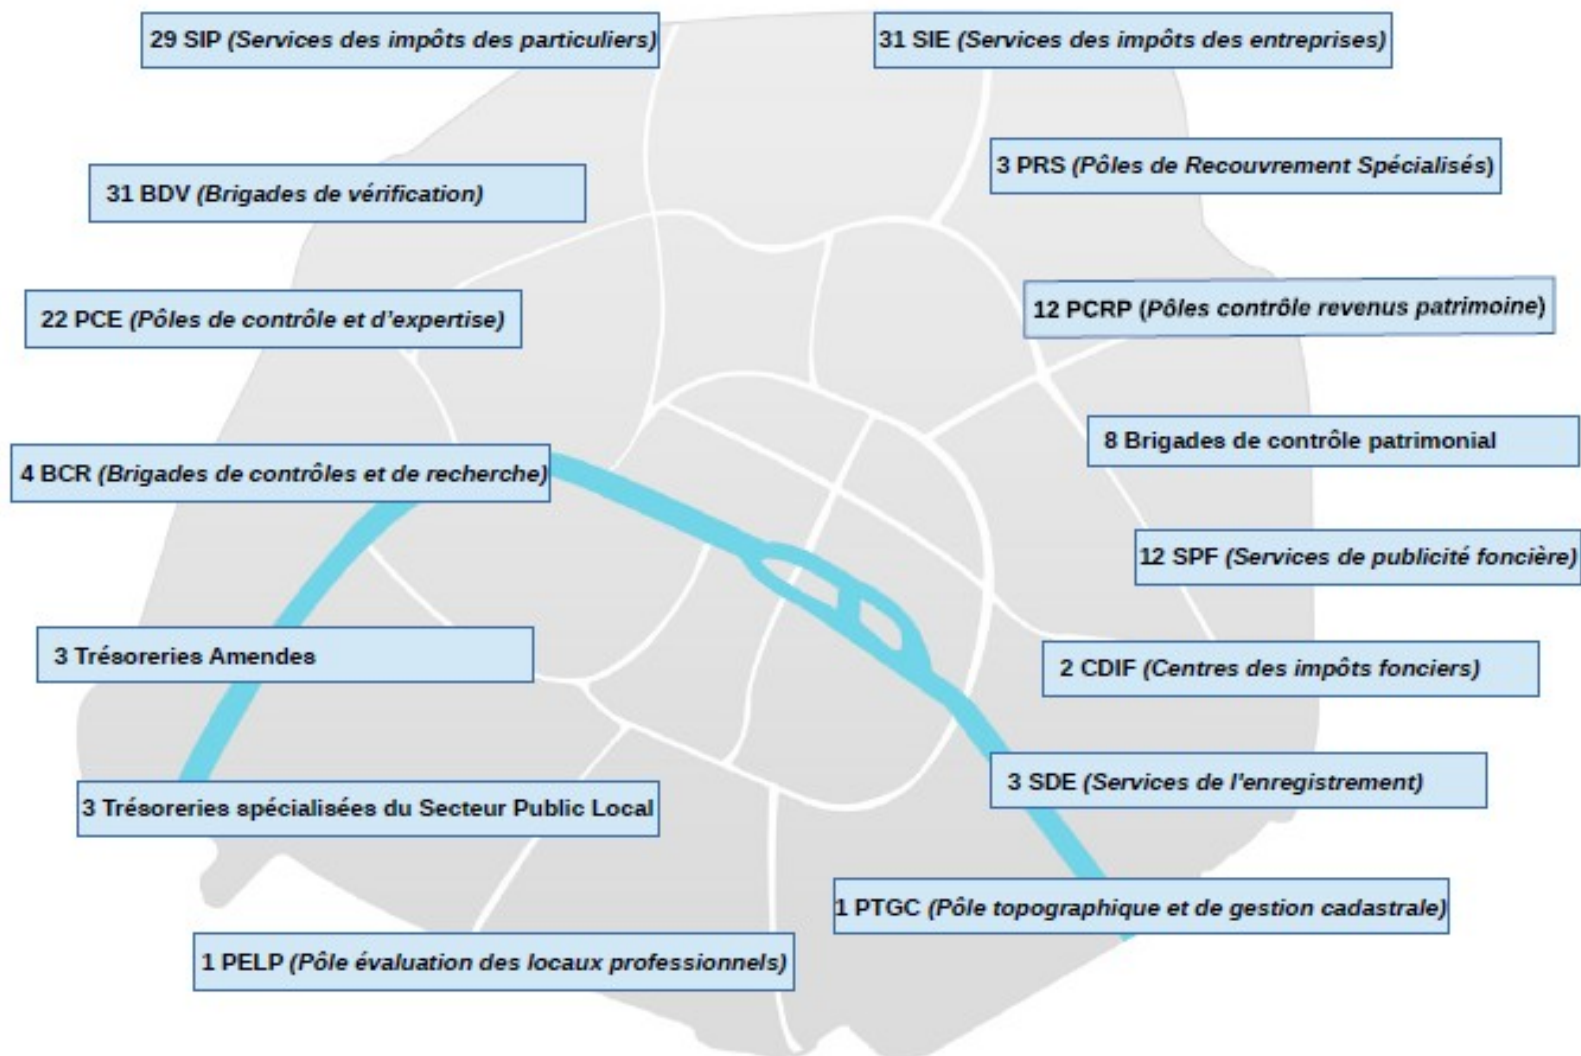 29 SIP (Services des impôts des particuliers)
31 SIE (Services des impôts des entreprises)
31 BDV (Brigades de vérification)
3 PRS (Pôles de Recouvrement Spécialisés)
22 PCE (Pôles de contrôle et d'expertise)
12 PCRP (Pôles contrôle revenus patrimoine)
4 BCR (Brigades de contrôles et de recherche)
8 Brigades de contrôle patrimonial
12 SPF (Services de publicité foncière)
3 Trésoreries Amendes
2 CDIF (Centres des impôts fonciers)
3 Trésoreries spécialisées du Secteur Public Local
3 SDE (Services de l'enregistrement)
1 PTGC (Pôle topographique et de gestion cadastrale)
1 PELP (Pôle évaluation des locaux professionnels)